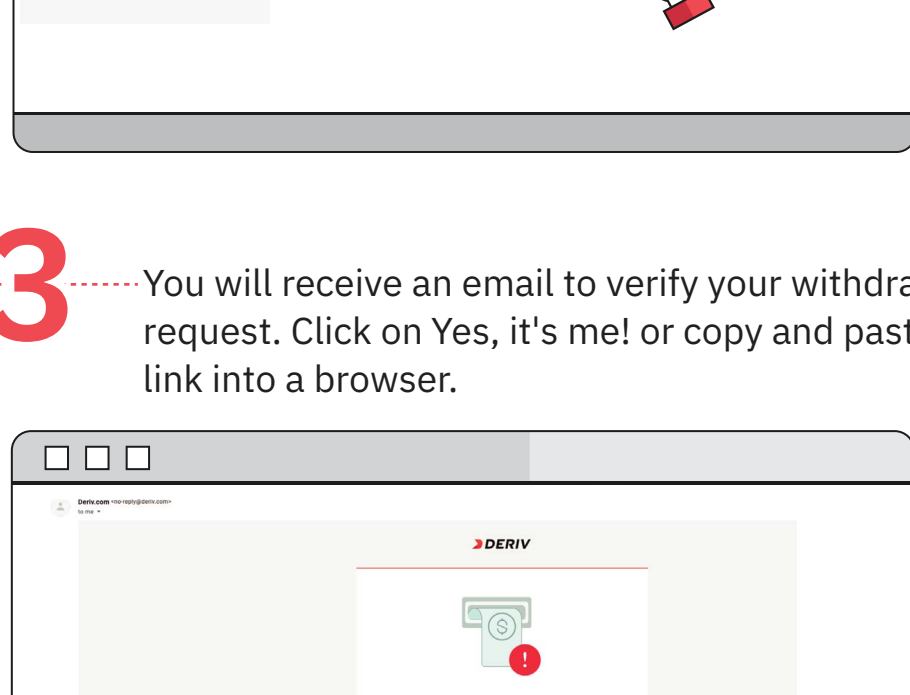 3
You will receive an email to verify your withdra
request. Click on Yes, it's me! or copy and past
link into a browser.
Deriv.com <no-reply@deriv.com>
to me
DERIV
$
!